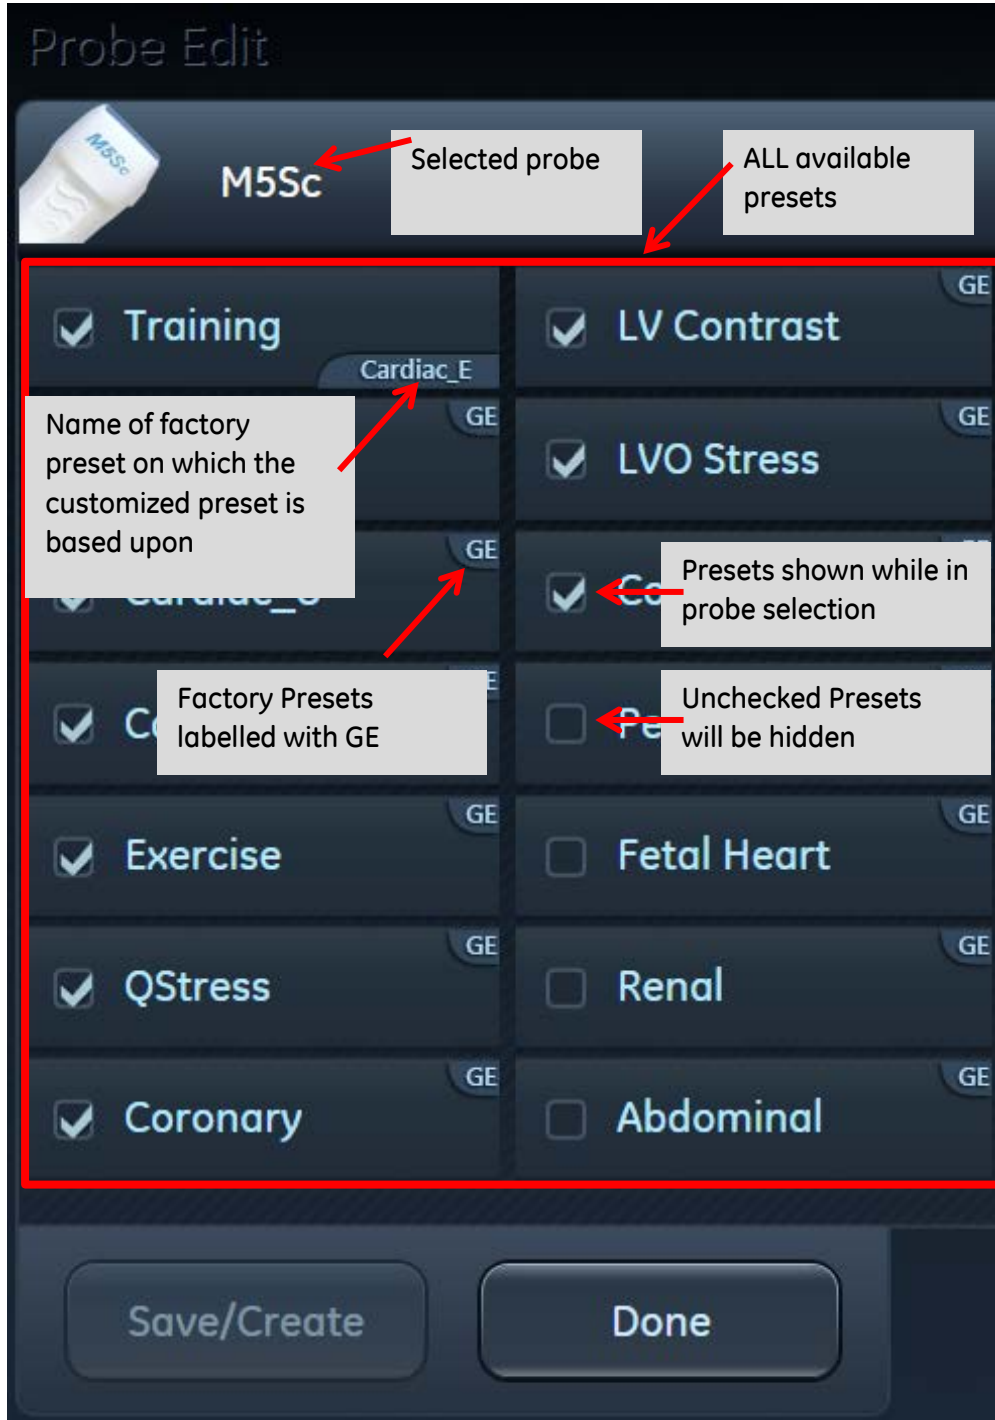 Probe Edit
M5Sc
M5Sc
Selected probe
ALL available
presets
GE
Training
LV Contrast
Cardiac_E
Name of factory
preset on which the
customized preset is
based upon
GE
GE
LVO Stress
GE
Presets shown while in
probe selection
Factory Presets
labelled with GE
Unchecked Presets
will be hidden
GE
GE
Exercise
Fetal Heart
GE
GE
QStress
Renal
GE
GE
Coronary
Abdominal
Save/Create
Done